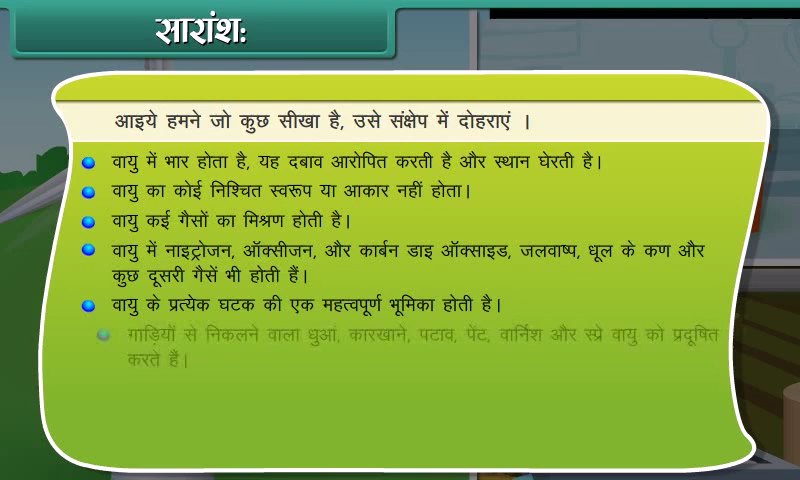 सारांश:
आइये हमने जो कुछ सीखा है, उसे संक्षेप में दोहराएं ।
वायु में भार होता है, यह दबाव आरोपित करती है और स्थान घेरती है।
वायु का कोई निश्चित स्वरूप या आकार नहीं होता।
वायु कई गैसों का मिश्रण होती है।
वायु में नाइट्रोजन, ऑक्सीजन, और कार्बन डाइ ऑक्साइड, जलवाष्प, धूल के कण और
कुछ दूसरी गैसें भी होती हैं।
वायु के प्रत्येक घटक की एक महत्वपूर्ण भूमिका होती है।
गाड़ियों से निकलने वाला धुआं, कारखाने, पटाव, पेंट, वार्निश और स्प्रे वायु को प्रदूषित
करते हैं।